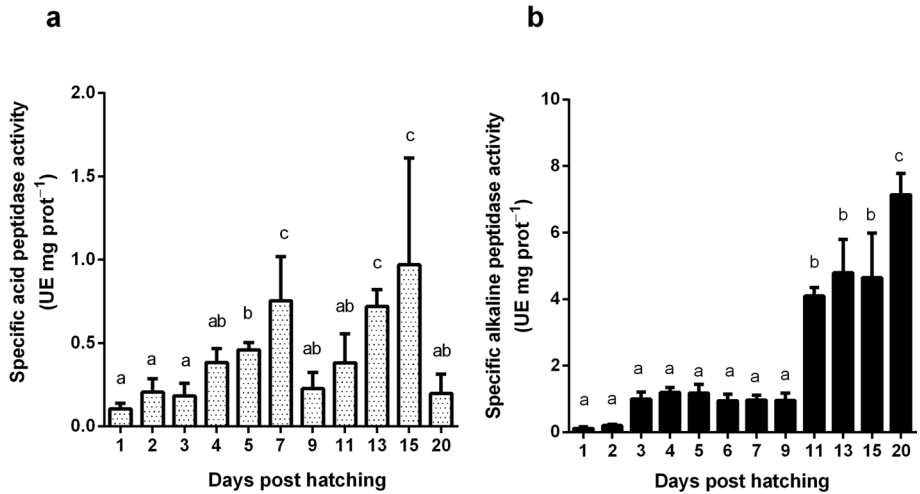 a
Specific acid peptidase activity
(UE mg prot⁻¹)
2.0
1.5
1.0
0.5
0.0
a
a
a
ab
b
c
ab
ab
c
c
ab
1 2 3 4 5 7 9 11 13 15 20
Days post hatching
b
Specific alkaline peptidase activity
(UE mg prot⁻¹)
10
8
6
4
2
0
a
a
a
a
a
a
a
a
b
b
b
c
1 2 3 4 5 6 7 9 11 13 15 20
Days post hatching